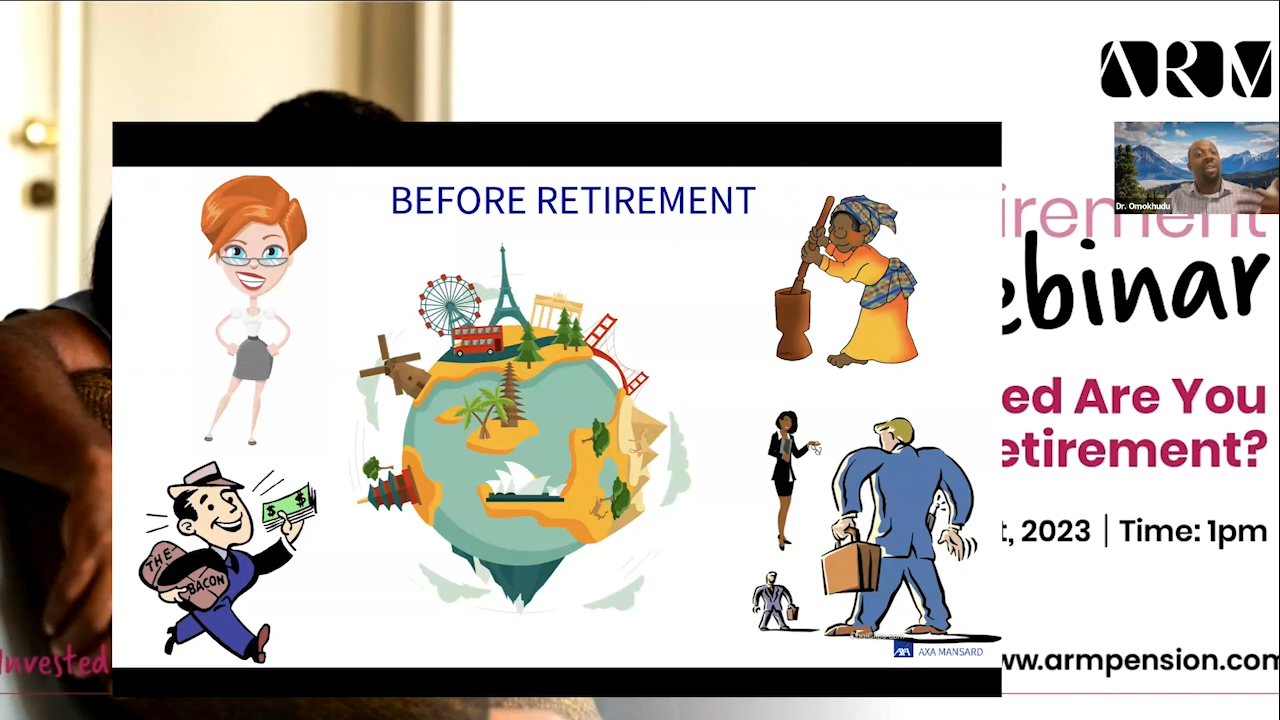 ARM
BEFORE RETIREMENT
Dr. Omokhudu
irement
ebinar
ed Are You
etirement?
t, 2023 | Time: 1pm
THE
BACON
$ $
AXA AXA MANSARD
Invested
ww.armpension.com